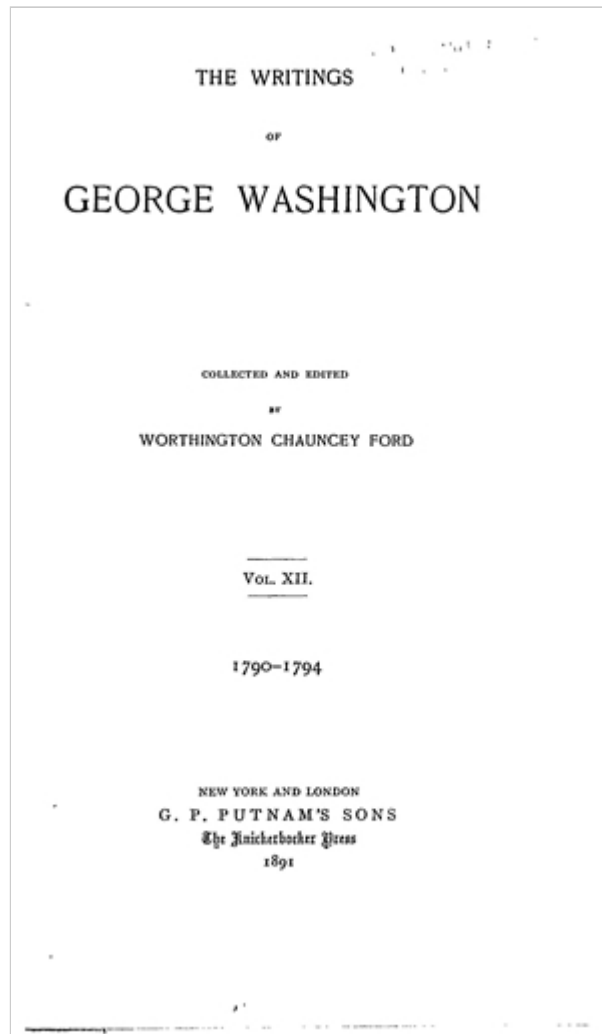 THE WRITINGS
OF
GEORGE WASHINGTON
COLLECTED AND EDITED
BY
WORTHINGTON CHAUNCEY FORD
VOL. XII.
1790–1794
NEW YORK AND LONDON
G. P. PUTNAM'S SONS
The Knickerbocker Press
1891